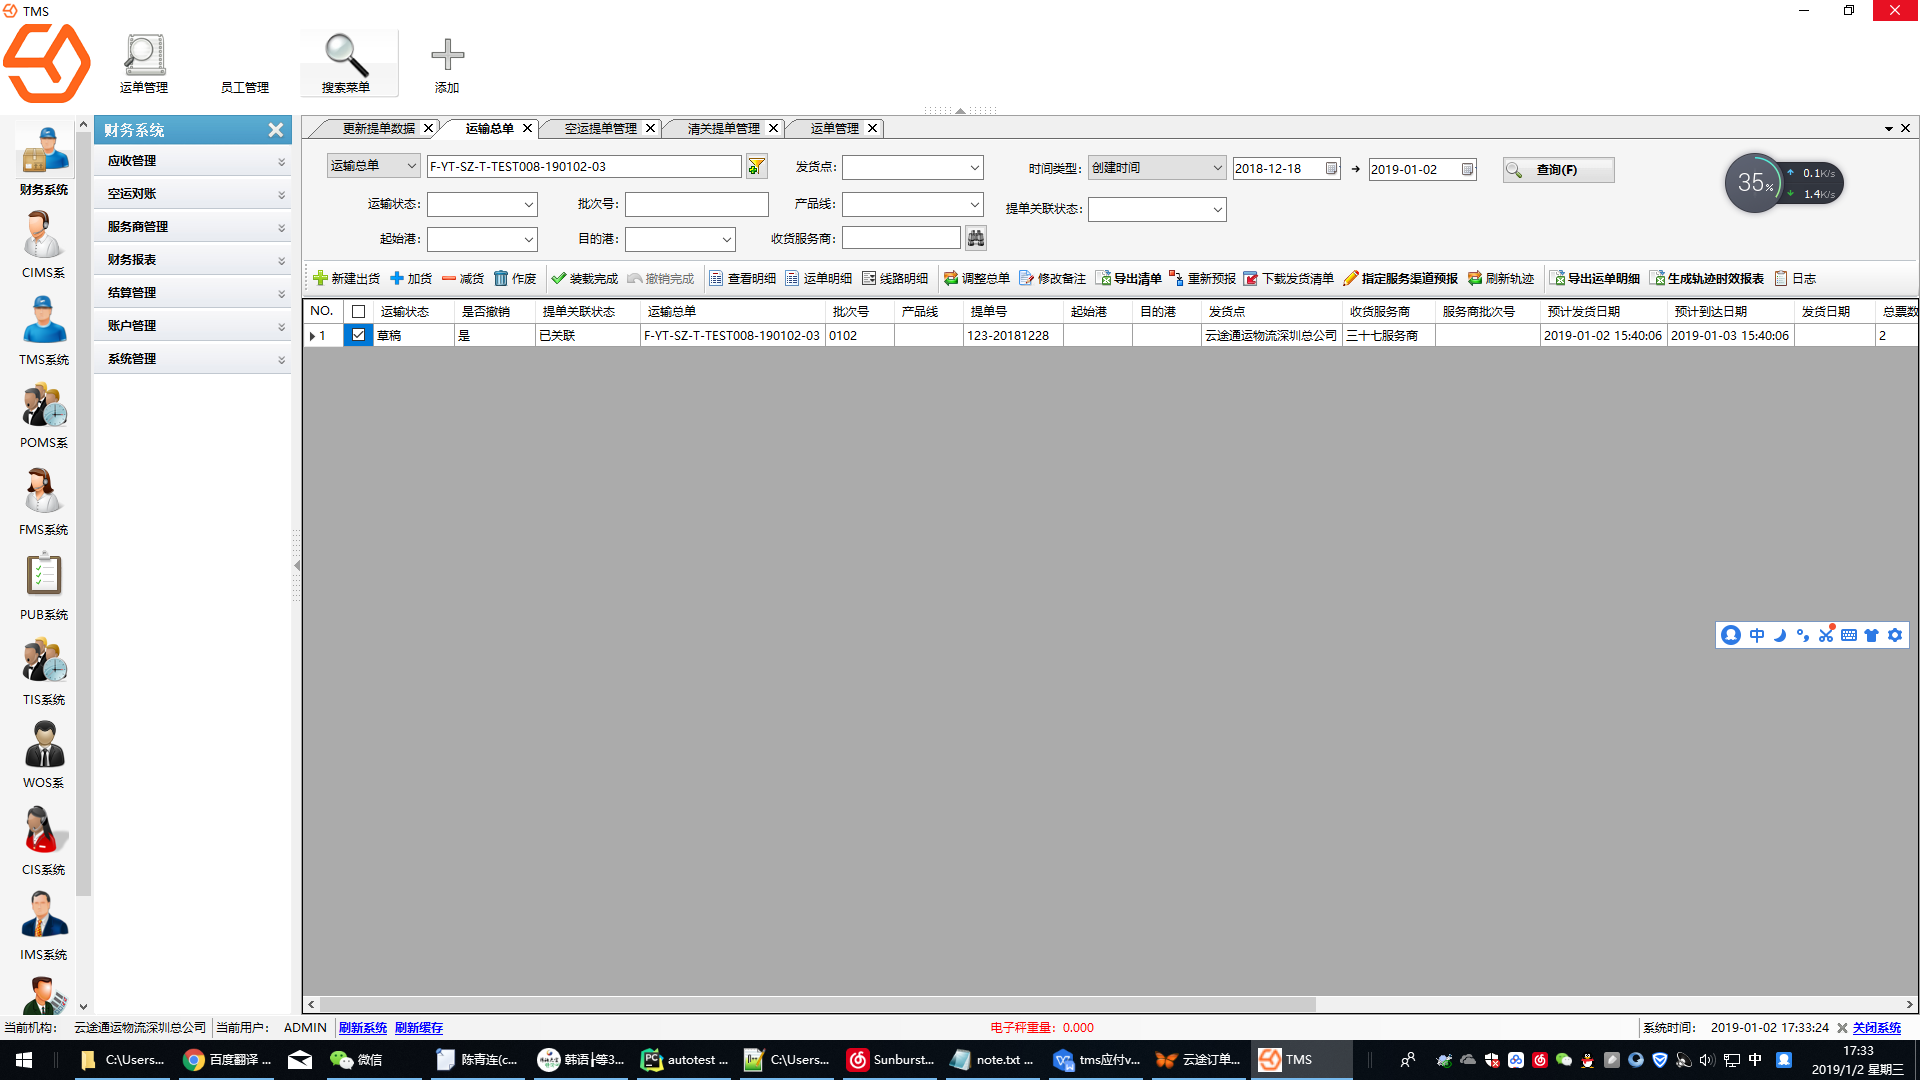 TMS
运单管理 员工管理 搜索菜单 添加
财务系统
更新提单数据 运输总单 空运提单管理 清关提单管理 运单管理
应收管理
空运对账
服务商管理
财务报表
结算管理
账户管理
系统管理
财务系统
CIMS系
TMS系统
POMS系
FMS系统
PUB系统
TIS系统
WOS系
CIS系统
IMS系统
运输总单 F-YT-SZ-T-TEST008-190102-03 发货点: 时间类型: 创建时间 2018-12-18 → 2019-01-02 查询(F)
运输状态: 批次号: 产品线: 提单关联状态:
起始港: 目的港: 收货服务商:
35% 0.1K/s
1.4K/s
新建出货 加货 减货 作废 装载完成 撤销完成 查看明细 运单明细 线路明细 调整总单 修改备注 导出清单 重新预报 下载发货清单 指定服务渠道预报 刷新轨迹 导出运单明细 生成轨迹时效报表 日志
NO. 运输状态 是否撤销 提单关联状态 运输总单 批次号 产品线 提单号 起始港 目的港 发货点 收货服务商 服务商批次号 预计发货日期 预计到达日期 发货日期 总票数
1 草稿 是 已关联 F-YT-SZ-T-TEST008-190102-03 0102 123-20181228 云途通运物流深圳总公司 三十七服务商 2019-01-02 15:40:06 2019-01-03 15:40:06 2
中
当前机构: 云途通运物流深圳总公司 当前用户: ADMIN 刷新系统 刷新缓存 电子秤重量: 0.000 系统时间: 2019-01-02 17:33:24 关闭系统
C:\Users... 百度翻译 ... 微信 陈青连(c... 韩语|等3... autotest ... C:\Users... Sunburst... note.txt ... tms应付v... 云途订单... TMS 中
17:33
2019/1/2 星期三